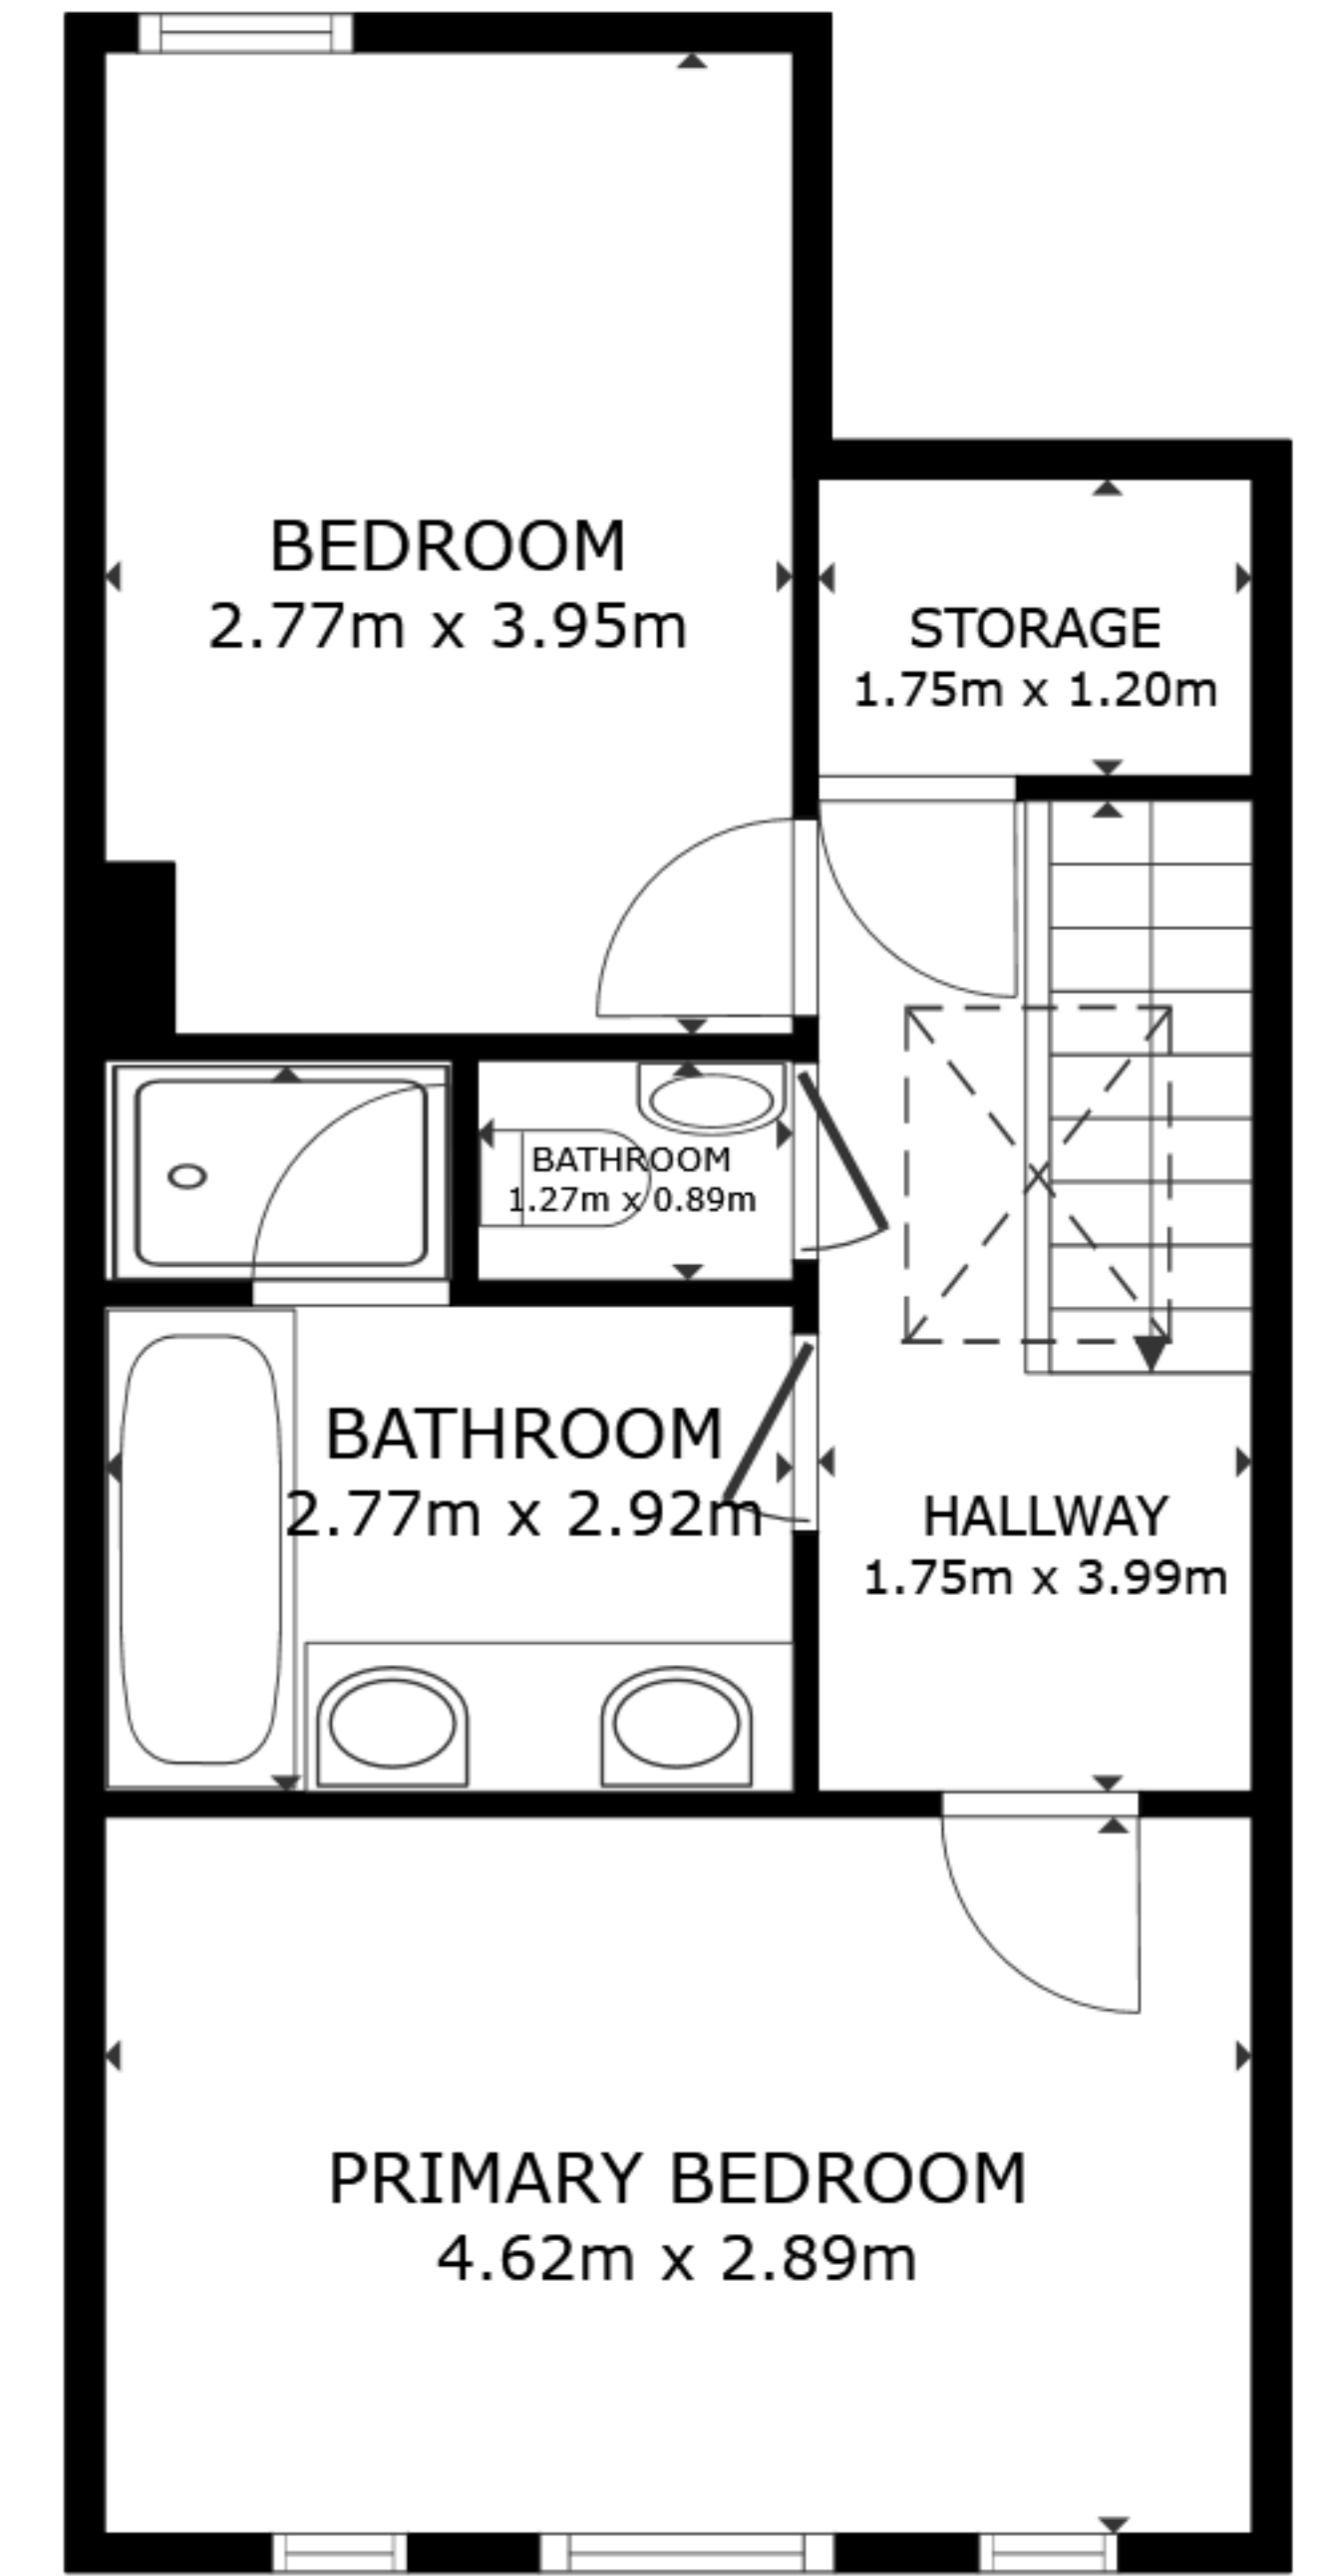 BEDROOM
2.77m x 3.95m
STORAGE
1.75m x 1.20m
BATHROOM
1.27m x 0.89m
BATHROOM
2.77m x 2.92m
HALLWAY
1.75m x 3.99m
PRIMARY BEDROOM
4.62m x 2.89m